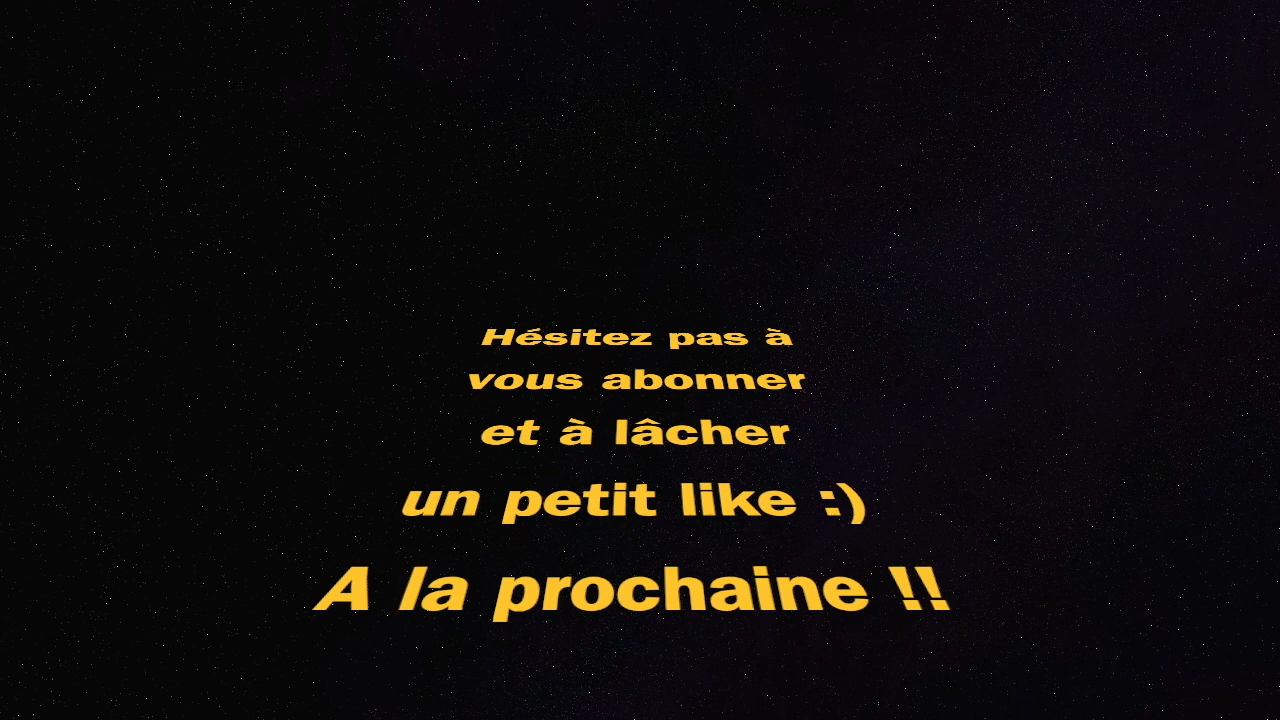 Hésitez pas à
vous abonner
et à lâcher
un petit like :)
A la prochaine !!